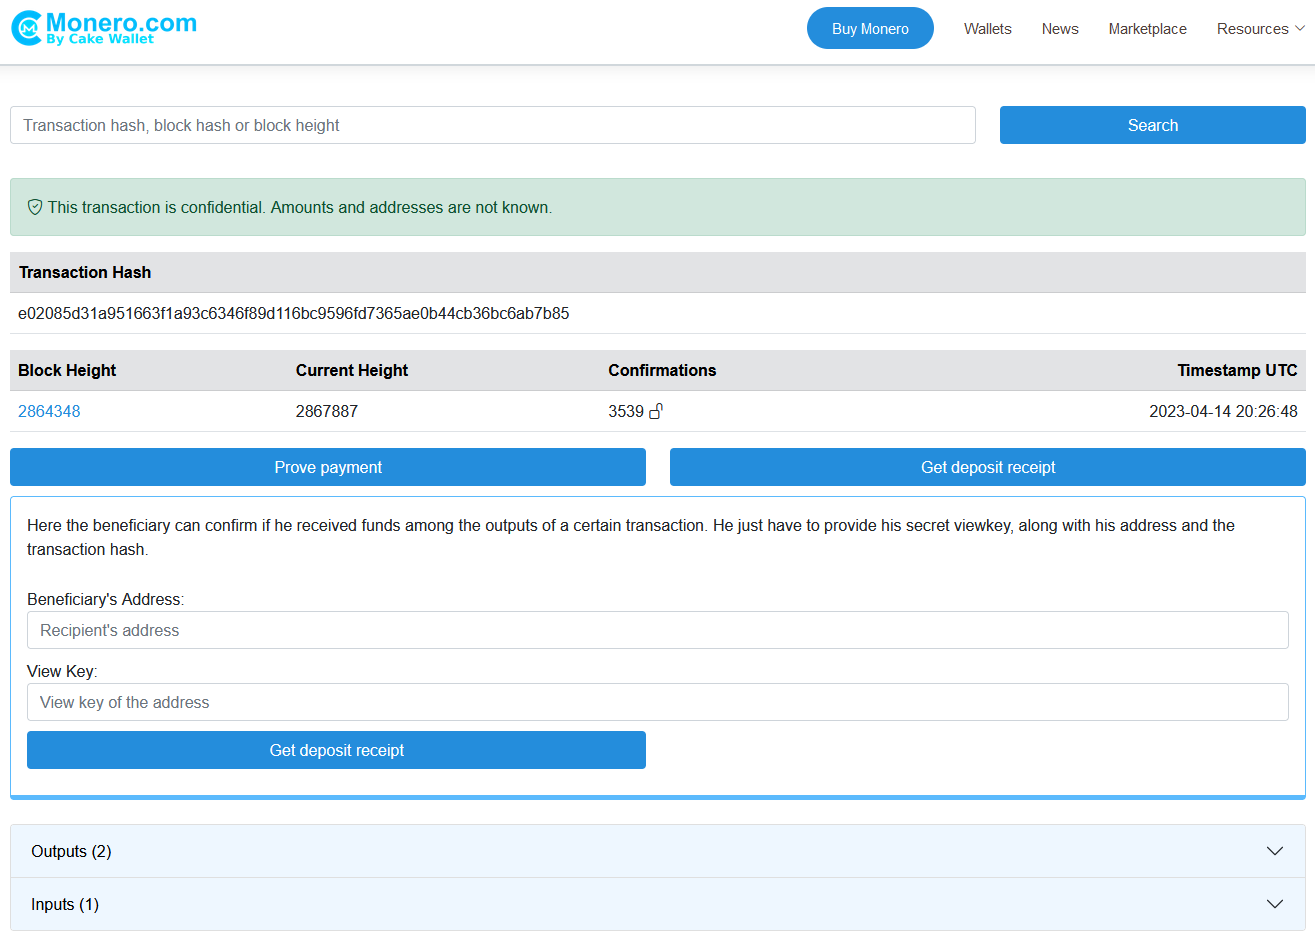 Monero.com
By Cake Wallet
Buy Monero
Wallets
News
Marketplace
Resources
Transaction hash, block hash or block height
Search
This transaction is confidential. Amounts and addresses are not known.
Transaction Hash
e02085d31a951663f1a93c6346f89d116bc9596fd7365ae0b44cb36bc6ab7b85
Block Height Current Height Confirmations Timestamp UTC
2864348 2867887 3539 2023-04-14 20:26:48
Prove payment
Get deposit receipt
Here the beneficiary can confirm if he received funds among the outputs of a certain transaction. He just have to provide his secret viewkey, along with his address and the
transaction hash.
Beneficiary's Address:
Recipient's address
View Key:
View key of the address
Get deposit receipt
Outputs (2)
Inputs (1)